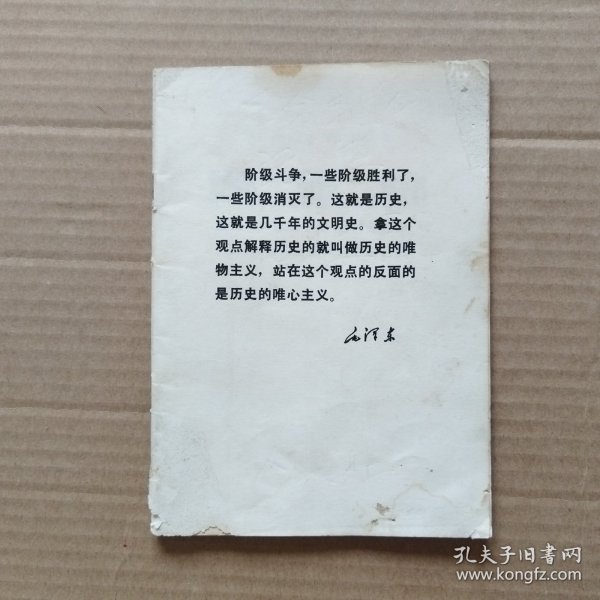 阶级斗争，一些阶级胜利了，
一些阶级消灭了。这就是历史，
这就是几千年的文明史。拿这个
观点解释历史的就叫做历史的唯
物主义，站在这个观点的反面的
是历史的唯心主义。
毛泽东
孔夫子旧書网
www.kongfz.com